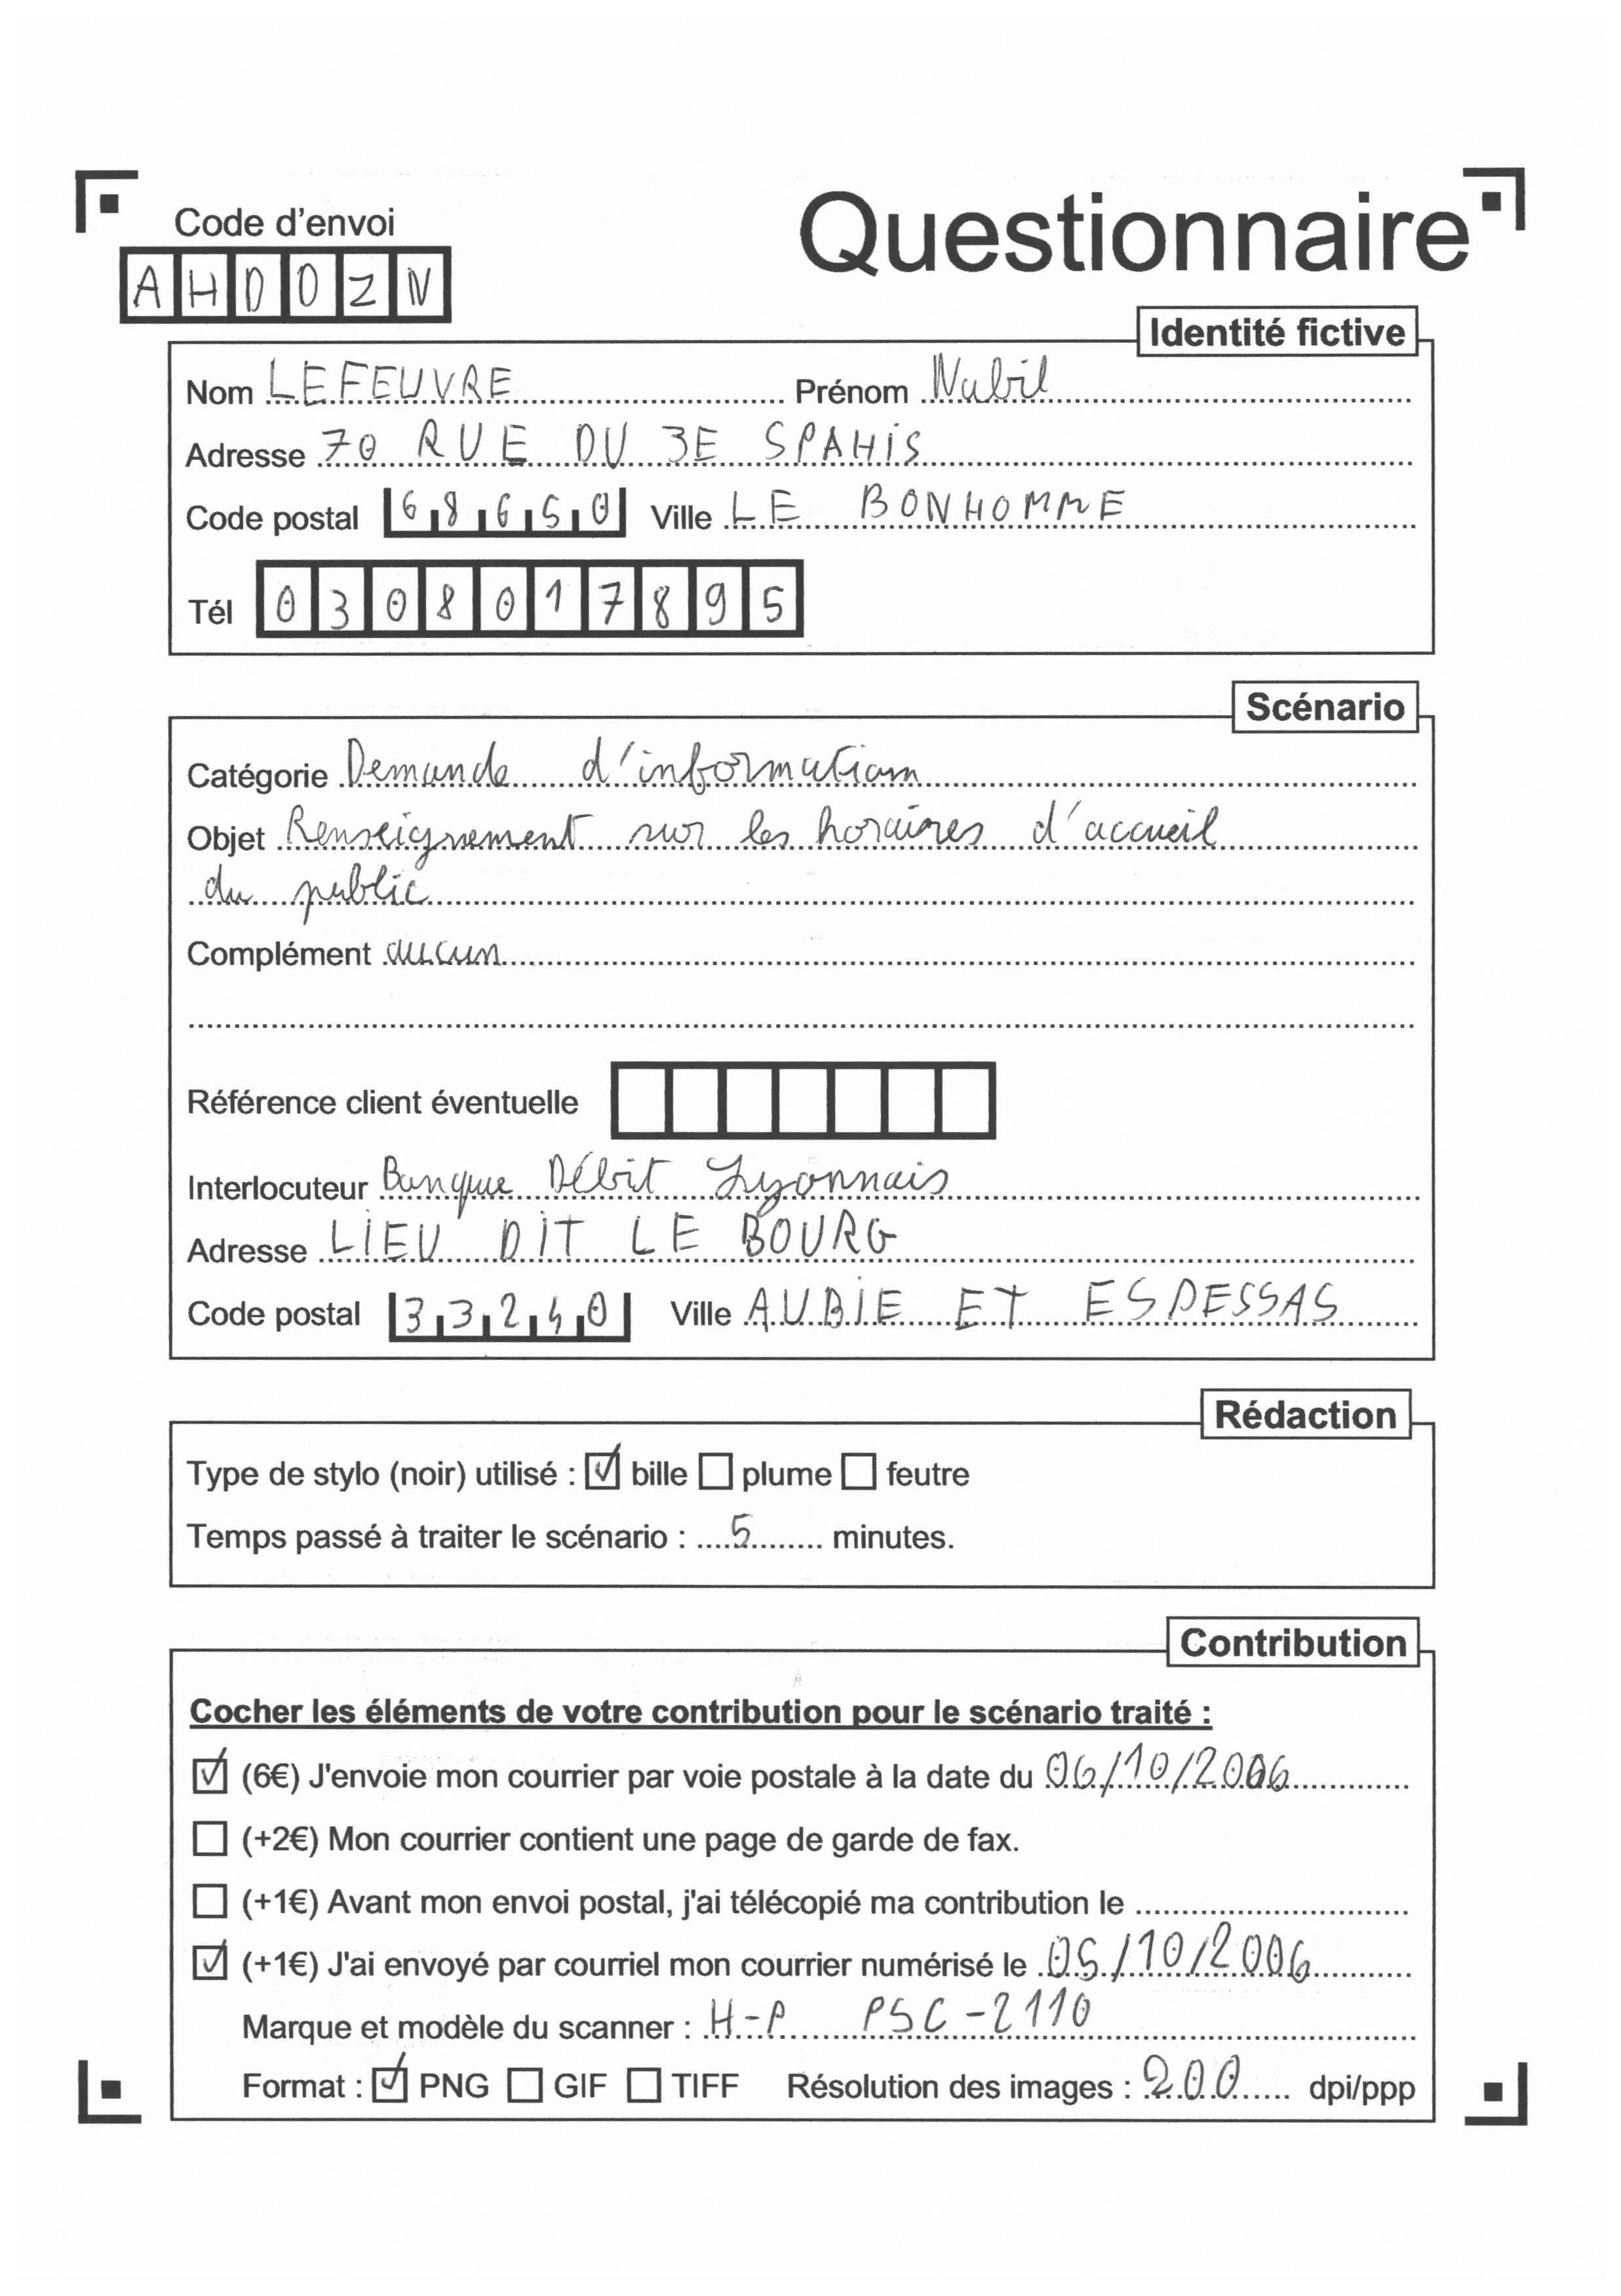 Code d'envoi
Questionnaire
AHDOZN
Identité fictive
Nom LEFEUVRE Prénom Nabil
Adresse 70 RUE DU 3E SPAHIS
Code postal 68650 Ville LE BONHOMME
Tél 0308017895
Scénario
Catégorie Demande d'information
Objet Renseignement sur les horaires d'accueil
du public
Complément aucun
Référence client éventuelle
Interlocuteur Banque Débit Lyonnais
Adresse LIEU DIT LE BOURG
Code postal 33240 Ville AUBIE ET ESPESSAS
Rédaction
Type de stylo (noir) utilisé : ☑ bille ☐ plume ☐ feutre
Temps passé à traiter le scénario : 5 minutes.
Contribution
Cocher les éléments de votre contribution pour le scénario traité :
☑ (6€) J'envoie mon courrier par voie postale à la date du 06/10/2006
☐ (+2€) Mon courrier contient une page de garde de fax.
☐ (+1€) Avant mon envoi postal, j'ai télécopié ma contribution le
☑ (+1€) J'ai envoyé par courriel mon courrier numérisé le 05/10/2006
Marque et modèle du scanner : H-P PSC-2110
Format : ☑ PNG ☐ GIF ☐ TIFF Résolution des images : 200 dpi/ppp